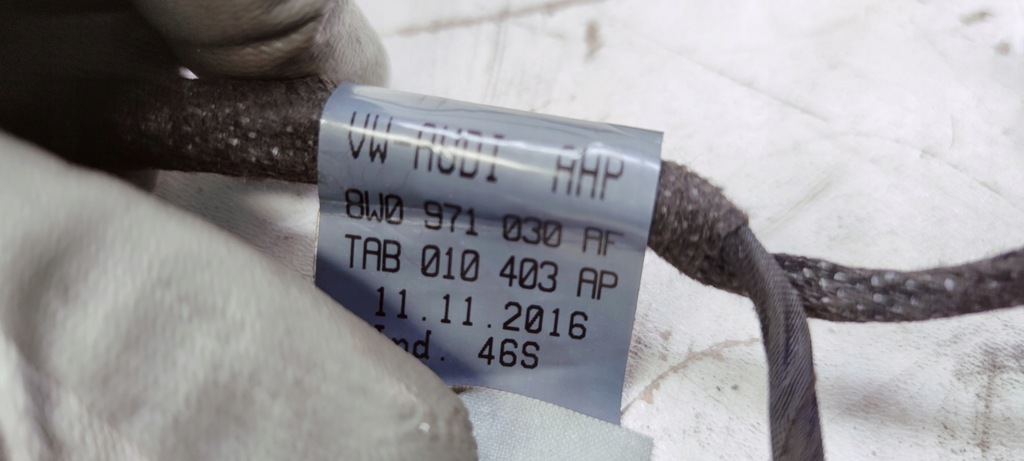 VW-AUDI AHP
8W0 971 030 AF
TAB 010 403 AP
11.11.2016
Ind. 46S